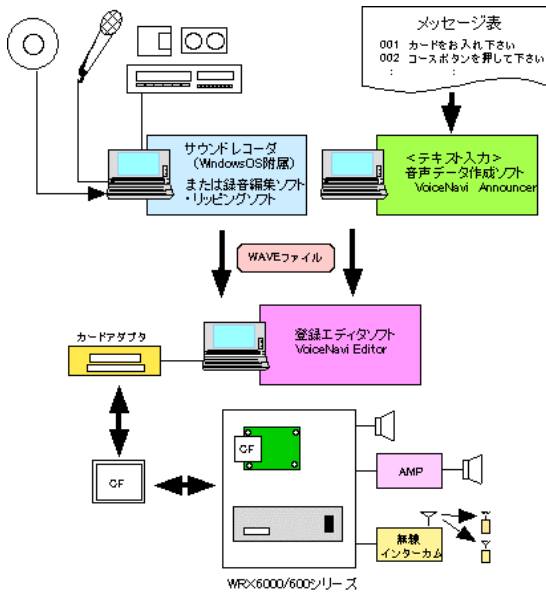 メッセージ表
001 カードをお入れ下さい
002 コースボタンを押して下さい
: :
サウンドレコーダ
(WindowsOS附属)
または録音編集ソフト
・リッピングソフト
<テキスト入力>
音声データ作成ソフト
VoiceNavi Announcer
WAVEファイル
カードアダプタ
登録エディタソフト
VoiceNavi Editor
CF
CF
AMP
無線
インターカム
WRX6000/600シリーズ